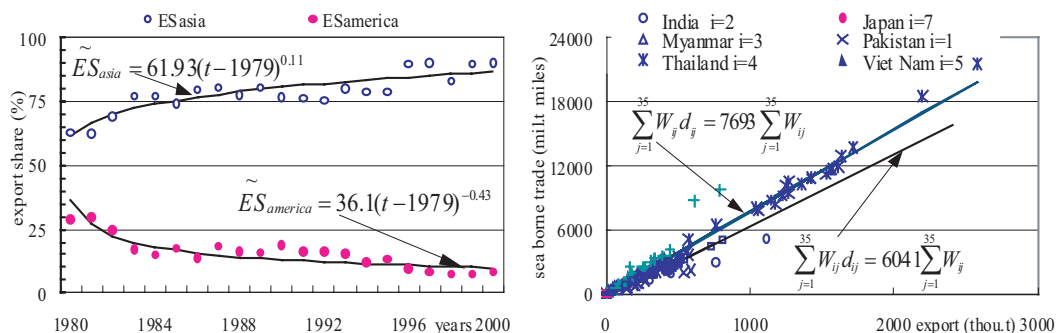 ESasia ESamerica
export share (%)
100
75
50
25
0
1980 1984 1988 1992 1996 years 2000
ẼS_asia = 61.93(t−1979)^0.11
ẼS_america = 36.1(t−1979)^−0.43
India i=2 Japan i=7
Myanmar i=3 Pakistan i=1
Thailand i=4 Viet Nam i=5
sea borne trade (mil.t miles)
24000
18000
12000
6000
0
0 1000 2000 export (thou.t) 3000
∑_{j=1}^{35} W_ij d_ij = 7693 ∑_{j=1}^{35} W_ij
∑_{j=1}^{35} W_ij d_ij = 6041 ∑_{j=1}^{35} W_ij